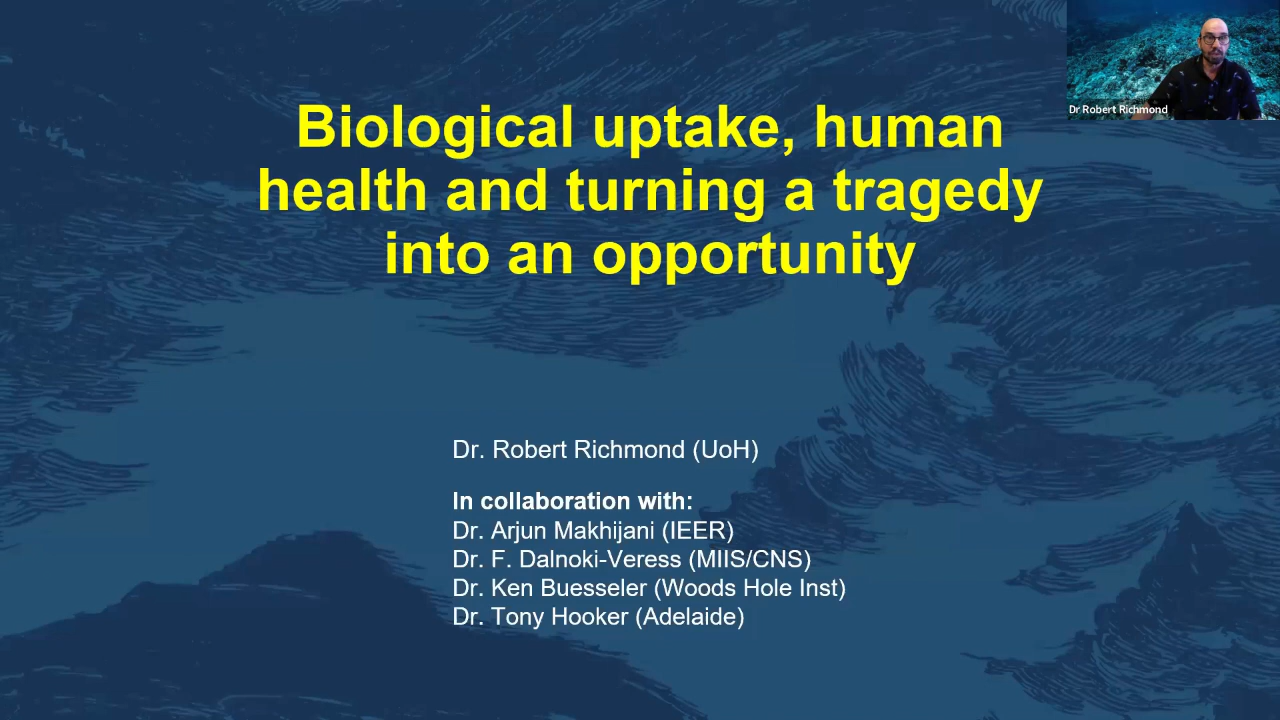 Dr Robert Richmond
Biological uptake, human
health and turning a tragedy
into an opportunity
Dr. Robert Richmond (UoH)
In collaboration with:
Dr. Arjun Makhijani (IEER)
Dr. F. Dalnoki-Veress (MIIS/CNS)
Dr. Ken Buesseler (Woods Hole Inst)
Dr. Tony Hooker (Adelaide)